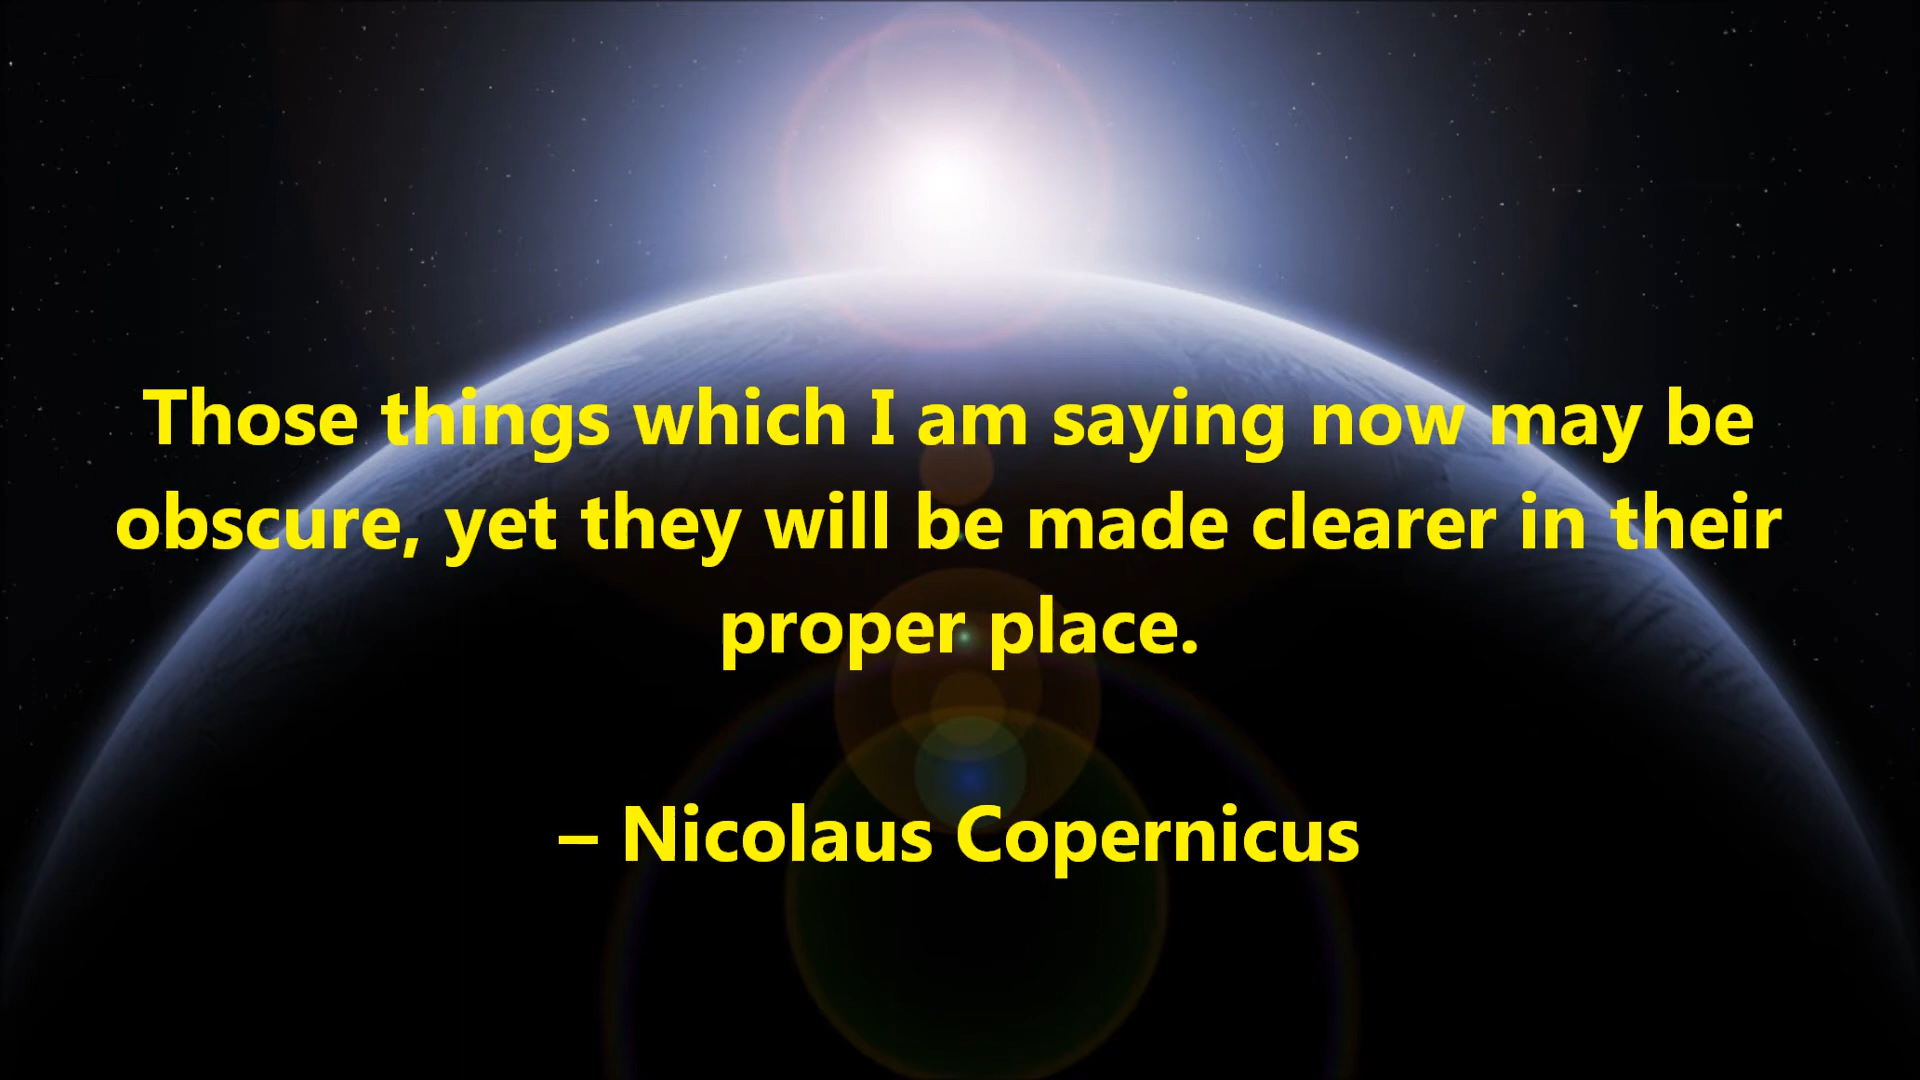 Those things which I am saying now may be
obscure, yet they will be made clearer in their
proper place.
– Nicolaus Copernicus